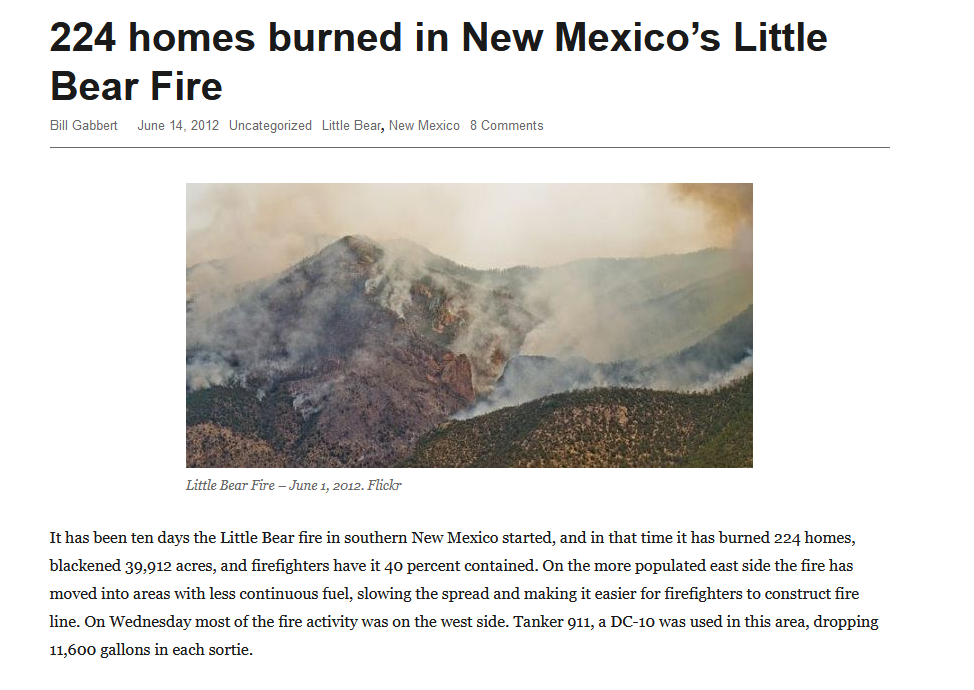 224 homes burned in New Mexico’s Little
Bear Fire
Bill Gabbert June 14, 2012 Uncategorized Little Bear, New Mexico 8 Comments
Little Bear Fire – June 1, 2012. Flickr
It has been ten days the Little Bear fire in southern New Mexico started, and in that time it has burned 224 homes,
blackened 39,912 acres, and firefighters have it 40 percent contained. On the more populated east side the fire has
moved into areas with less continuous fuel, slowing the spread and making it easier for firefighters to construct fire
line. On Wednesday most of the fire activity was on the west side. Tanker 911, a DC-10 was used in this area, dropping
11,600 gallons in each sortie.